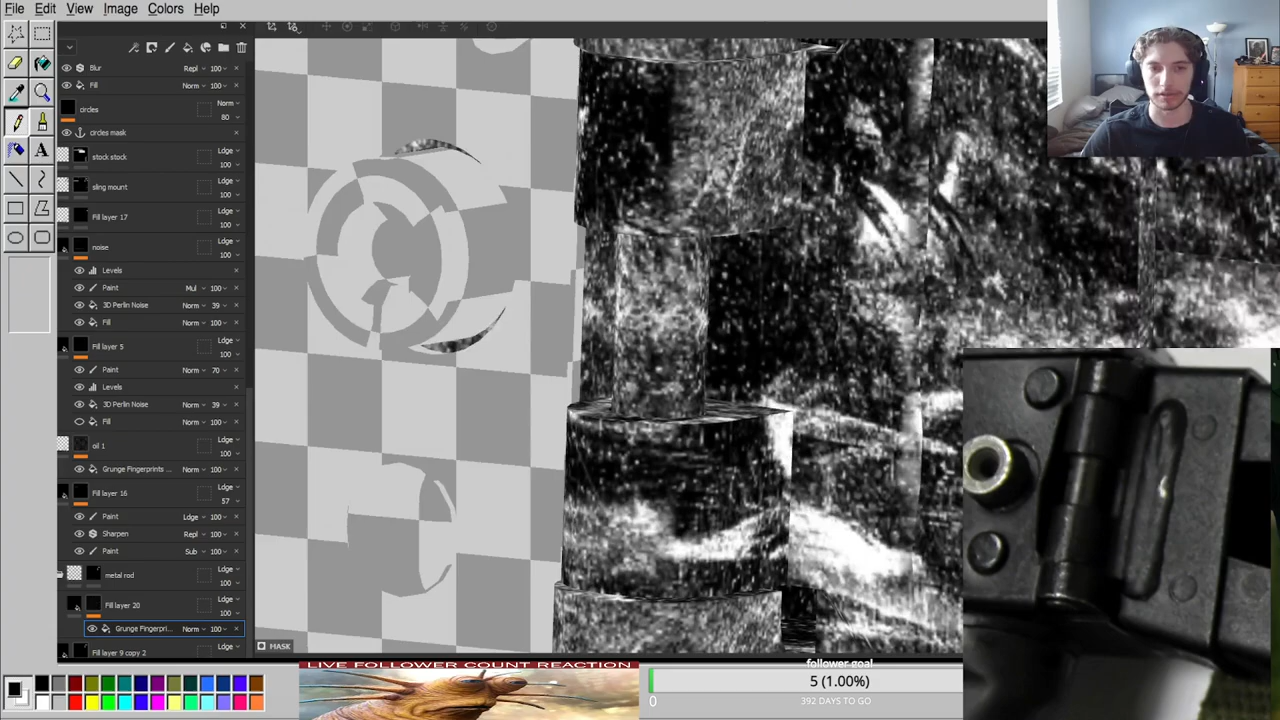 File Edit View Image Colors Help
Blur Repl 100
Fill Norm 100
circles Norm 80
circles mask
stock stock Ldge 100
sling mount Ldge 100
Fill layer 17 Ldge 100
noise Ldge 100
Levels
Paint Mul 100
3D Perlin Noise Norm 39
Fill Norm 100
Fill layer 5 Ldge 100
Paint Norm 70
Levels
3D Perlin Noise Norm 39
Fill Norm 100
oil 1 Ldge 100
Grunge Fingerprints ... Norm 100
Fill layer 16 Ldge 57
Paint Ldge 100
Sharpen Repl 100
Paint Sub 100
metal rod Ldge 100
Fill layer 20 Ldge 100
Grunge Fingerpri... Norm 100
Fill layer 9 copy 2 Ldge
MASK
LIVE FOLLOWER COUNT REACTION
follower goal
5 (1.00%)
0
392 DAYS TO GO